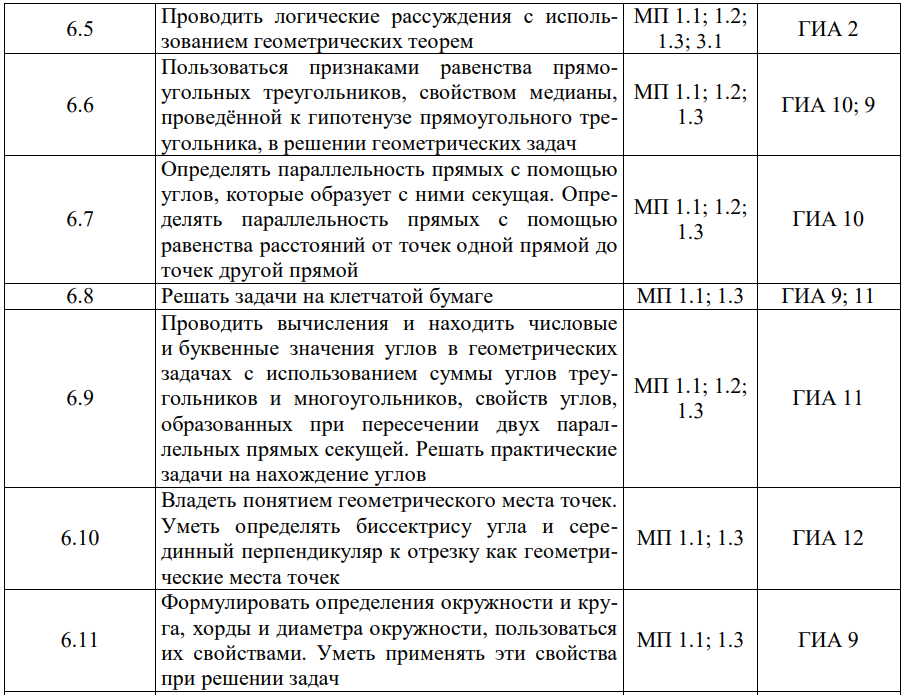 6.5
Проводить логические рассуждения с исполь-
зованием геометрических теорем
МП 1.1; 1.2;
1.3; 3.1
ГИА 2
6.6
Пользоваться признаками равенства прямо-
угольных треугольников, свойством медианы,
проведённой к гипотенузе прямоугольного тре-
угольника, в решении геометрических задач
МП 1.1; 1.2;
1.3
ГИА 10; 9
6.7
Определять параллельность прямых с помощью
углов, которые образует с ними секущая. Опре-
делять параллельность прямых с помощью
равенства расстояний от точек одной прямой до
точек другой прямой
МП 1.1; 1.2;
1.3
ГИА 10
6.8
Решать задачи на клетчатой бумаге
МП 1.1; 1.3
ГИА 9; 11
6.9
Проводить вычисления и находить числовые
и буквенные значения углов в геометрических
задачах с использованием суммы углов треу-
гольников и многоугольников, свойств углов,
образованных при пересечении двух парал-
лельных прямых секущей. Решать практические
задачи на нахождение углов
МП 1.1; 1.2;
1.3
ГИА 11
6.10
Владеть понятием геометрического места точек.
Уметь определять биссектрису угла и сере-
динный перпендикуляр к отрезку как геометри-
ческие места точек
МП 1.1; 1.3
ГИА 12
6.11
Формулировать определения окружности и кру-
га, хорды и диаметра окружности, пользоваться
их свойствами. Уметь применять эти свойства
при решении задач
МП 1.1; 1.3
ГИА 9